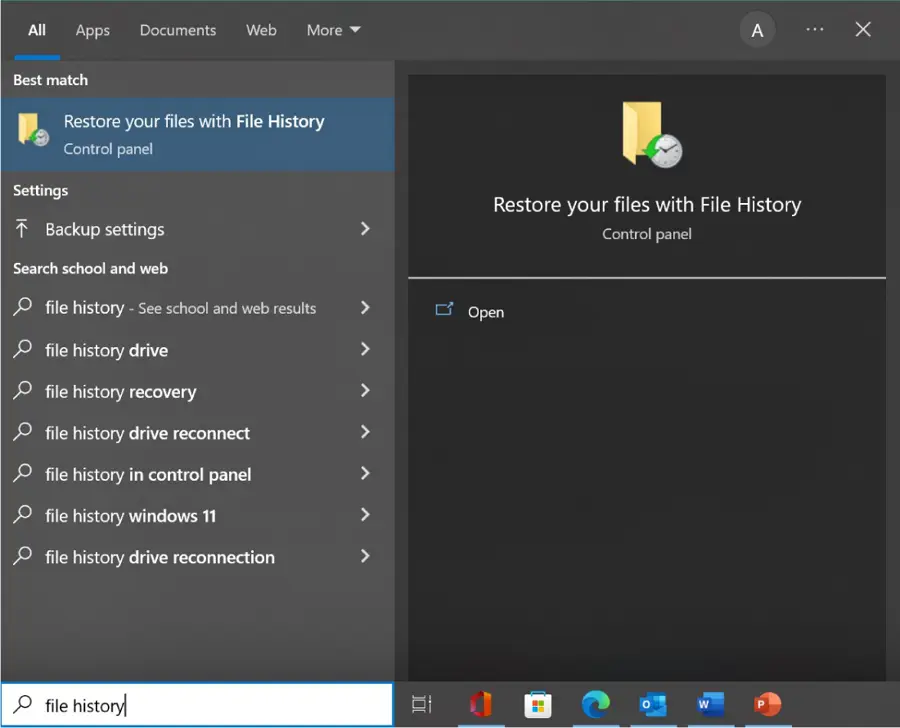 All Apps Documents Web More A ··· 
Best match
Restore your files with File History
Control panel
Settings
Backup settings
Search school and web
file history - See school and web results
file history drive
file history recovery
file history drive reconnect
file history in control panel
file history windows 11
file history drive reconnection
Restore your files with File History
Control panel
Open
file history
O W P